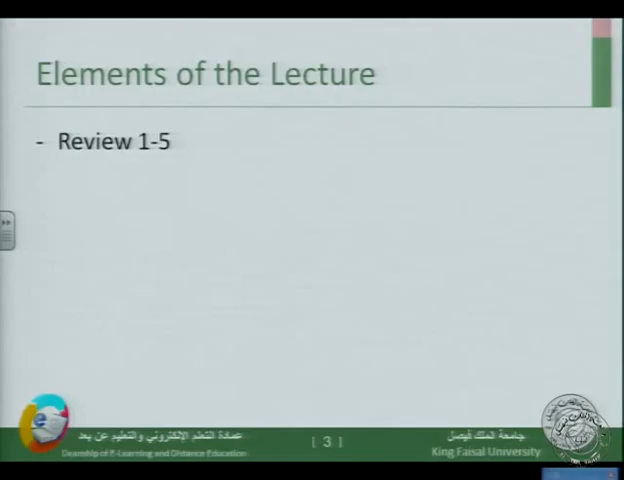 Elements of the Lecture
- Review 1-5
عمادة التعلم الإلكتروني والتعليم عن بعد
Deanship of E-Learning and Distance Education
[ 3 ]
جامعة الملك فيصل
King Faisal University